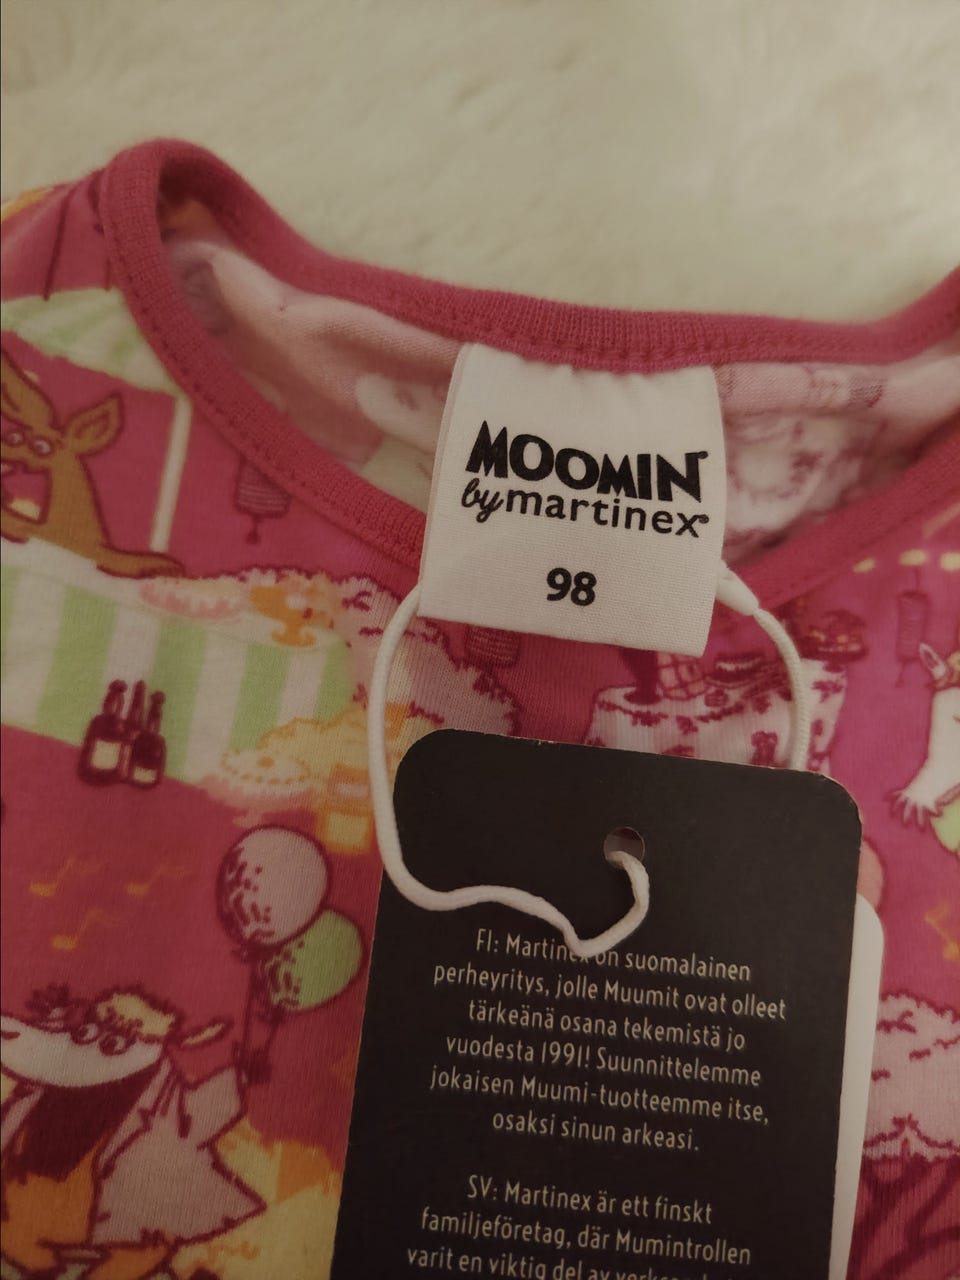 MOOMIN
by martinex
98
FI: Martinex on suomalainen
perheyritys, jolle Muumit ovat olleet
tärkeänä osana tekemistä jo
vuodesta 1991! Suunnittelemme
jokaisen Muumi-tuotteemme itse,
osaksi sinun arkeasi.
SV: Martinex är ett finskt
familjeföretag, där Mumintrollen
varit en viktig del av